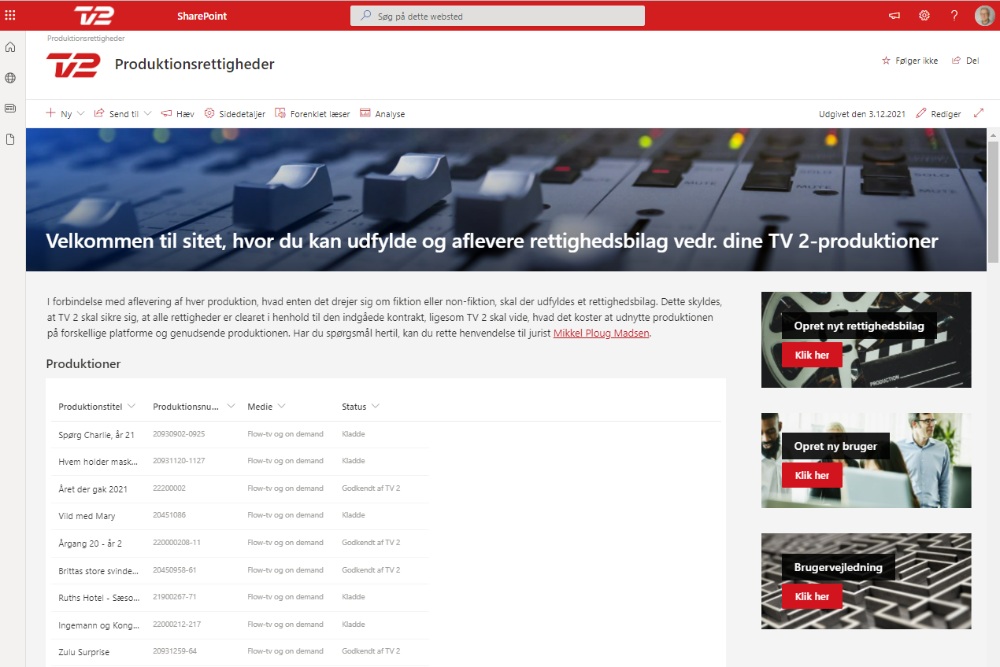 TV2 SharePoint Søg på dette websted
Produktionsrettigheder
TV2 Produktionsrettigheder
Følger ikke Del
Ny Send til Hæv Sidedetaljer Forenklet læser Analyse Udgivet den 3.12.2021 Rediger
SOLO
MUTE
MUTE
SOLO
MUTE
Velkommen til sitet, hvor du kan udfylde og aflevere rettighedsbilag vedr. dine TV 2-produktioner
I forbindelse med aflevering af hver produktion, hvad enten det drejer sig om fiktion eller non-fiktion, skal der udfyldes et rettighedsbilag. Dette skyldes,
at TV 2 skal sikre sig, at alle rettigheder er clearet i henhold til den indgåede kontrakt, ligesom TV 2 skal vide, hvad det koster at udnytte produktionen
på forskellige platforme og genudsende produktionen. Har du spørgsmål hertil, kan du rette henvendelse til jurist Mikkel Ploug Madsen.
Produktioner
Produktionstitel Produktionsnu... Medie Status
Spørg Charlie, år 21 20930902-0925 Flow-tv og on demand Kladde
Hvem holder mask... 20931120-1127 Flow-tv og on demand Kladde
Året der gak 2021 22200002 Flow-tv og on demand Godkendt af TV 2
Vild med Mary 20451086 Flow-tv og on demand Kladde
Årgang 20 - år 2 220000208-11 Flow-tv og on demand Godkendt af TV 2
Brittas store svinde... 20450958-61 Flow-tv og on demand Godkendt af TV 2
Ruths Hotel - Sæso... 21900267-71 Flow-tv og on demand Kladde
Ingemann og Kong... 22000212-217 Flow-tv og on demand Kladde
Zulu Surprise 20931259-64 Flow-tv og on demand Godkendt af TV 2
Opret nyt rettighedsbilag
Klik her
PRODUCTION
Opret ny bruger
Klik her
Brugervejledning
Klik her